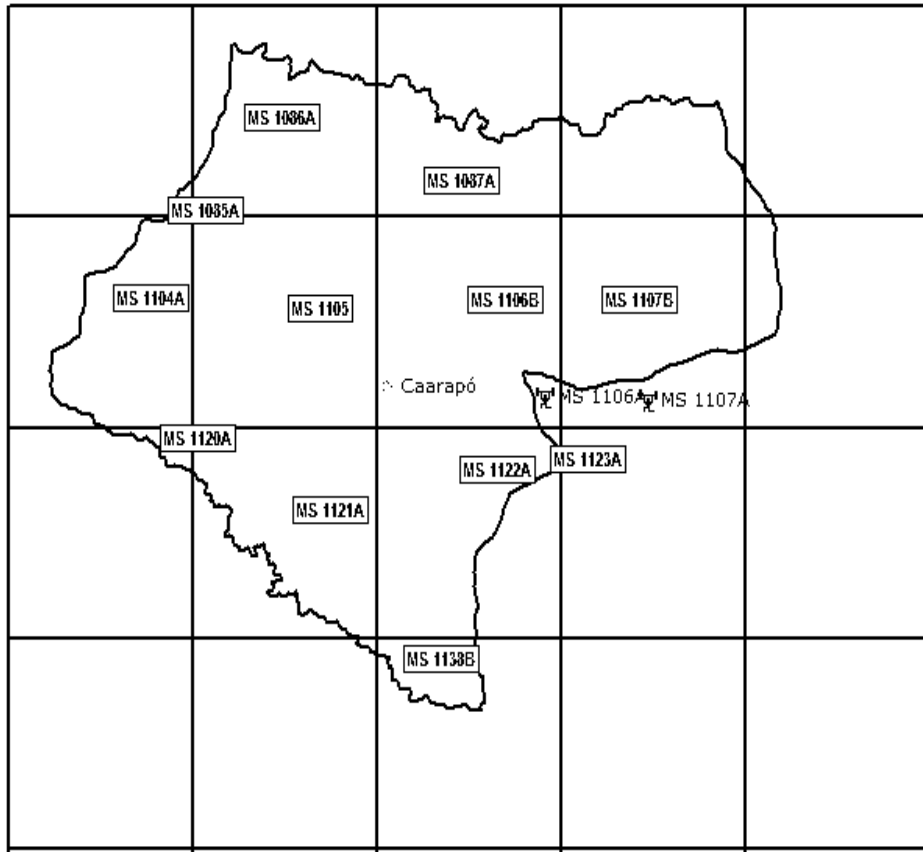 MS 1086A
MS 1087A
MS 1085A
MS 1104A
MS 1105
MS 1106B
MS 1107B
Caarapó
MS 1106A
MS 1107A
MS 1120A
MS 1122A
MS 1123A
MS 1121A
MS 1138B